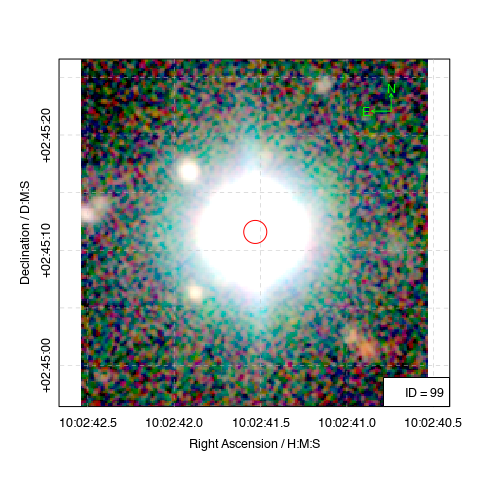 N
E
+02:45:20
+02:45:10
+02:45:00
Declination / D:M:S
ID = 99
10:02:42.5 10:02:42.0 10:02:41.5 10:02:41.0 10:02:40.5
Right Ascension / H:M:S